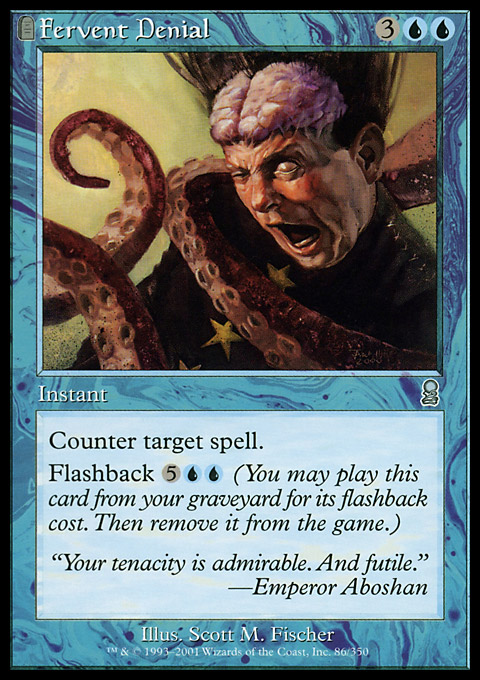 Fervent Denial 3
Instant
Counter target spell.
Flashback 5 (You may play this
card from your graveyard for its flashback
cost. Then remove it from the game.)
“Your tenacity is admirable. And futile.”
—Emperor Aboshan
Illus. Scott M. Fischer
™ & © 1993–2001 Wizards of the Coast, Inc. 86/350